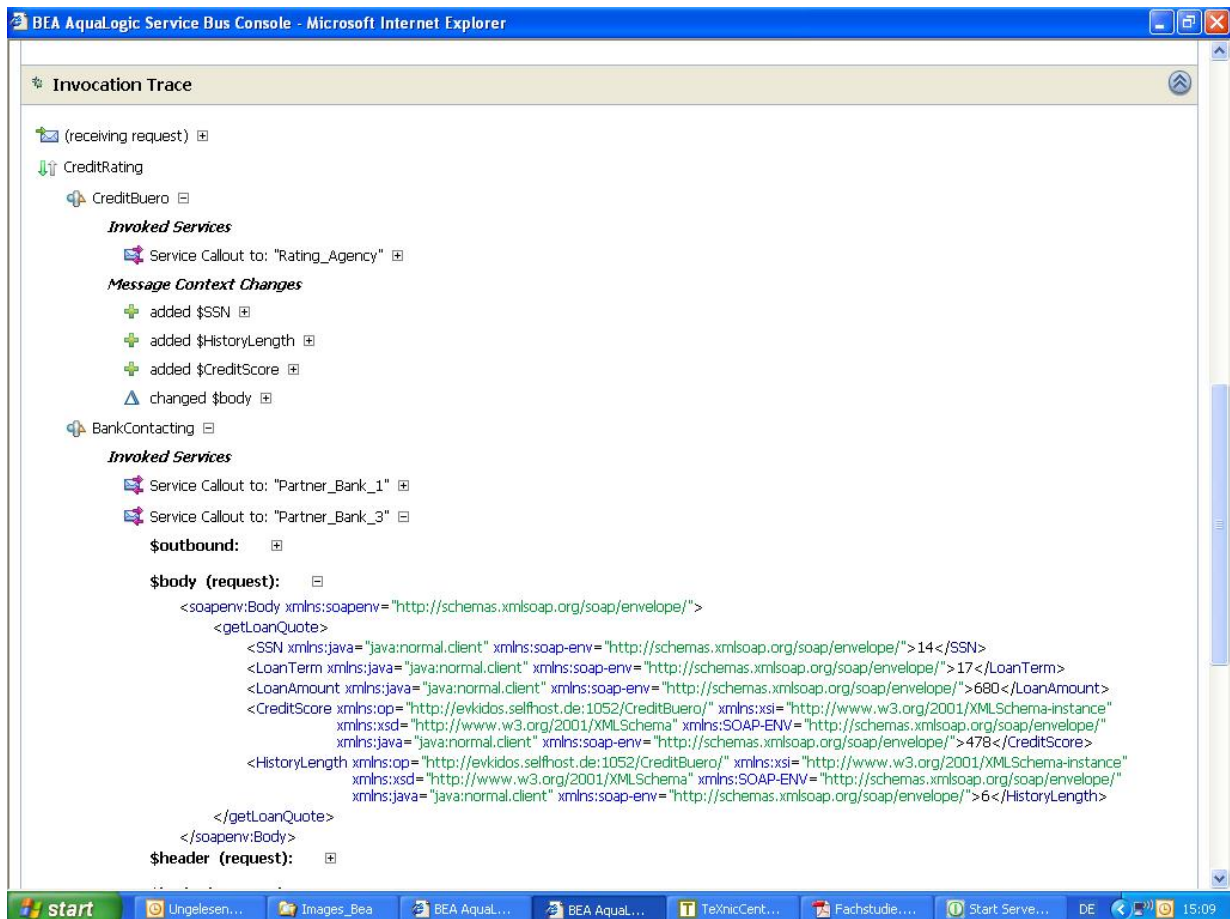 BEA AquaLogic Service Bus Console - Microsoft Internet Explorer
Invocation Trace
(receiving request)
CreditRating
CreditBuero
Invoked Services
Service Callout to: "Rating_Agency"
Message Context Changes
added $SSN
added $HistoryLength
added $CreditScore
changed $body
BankContacting
Invoked Services
Service Callout to: "Partner_Bank_1"
Service Callout to: "Partner_Bank_3"
$outbound:
$body (request):
<soapenv:Body xmlns:soapenv="http://schemas.xmlsoap.org/soap/envelope/">
<getLoanQuote>
<SSN xmlns:java="java:normal.client" xmlns:soap-env="http://schemas.xmlsoap.org/soap/envelope/">14</SSN>
<LoanTerm xmlns:java="java:normal.client" xmlns:soap-env="http://schemas.xmlsoap.org/soap/envelope/">17</LoanTerm>
<LoanAmount xmlns:java="java:normal.client" xmlns:soap-env="http://schemas.xmlsoap.org/soap/envelope/">680</LoanAmount>
<CreditScore xmlns:op="http://evkidos.selfhost.de:1052/CreditBuero/" xmlns:xsi="http://www.w3.org/2001/XMLSchema-instance"
xmlns:xsd="http://www.w3.org/2001/XMLSchema" xmlns:SOAP-ENV="http://schemas.xmlsoap.org/soap/envelope/"
xmlns:java="java:normal.client" xmlns:soap-env="http://schemas.xmlsoap.org/soap/envelope/">478</CreditScore>
<HistoryLength xmlns:op="http://evkidos.selfhost.de:1052/CreditBuero/" xmlns:xsi="http://www.w3.org/2001/XMLSchema-instance"
xmlns:xsd="http://www.w3.org/2001/XMLSchema" xmlns:SOAP-ENV="http://schemas.xmlsoap.org/soap/envelope/"
xmlns:java="java:normal.client" xmlns:soap-env="http://schemas.xmlsoap.org/soap/envelope/">6</HistoryLength>
</getLoanQuote>
</soapenv:Body>
$header (request):
start Ungelesen... Images_Bea BEA AquaL... BEA AquaL... TeXnicCent... Fachstudie.... Start Serve... DE 15:09